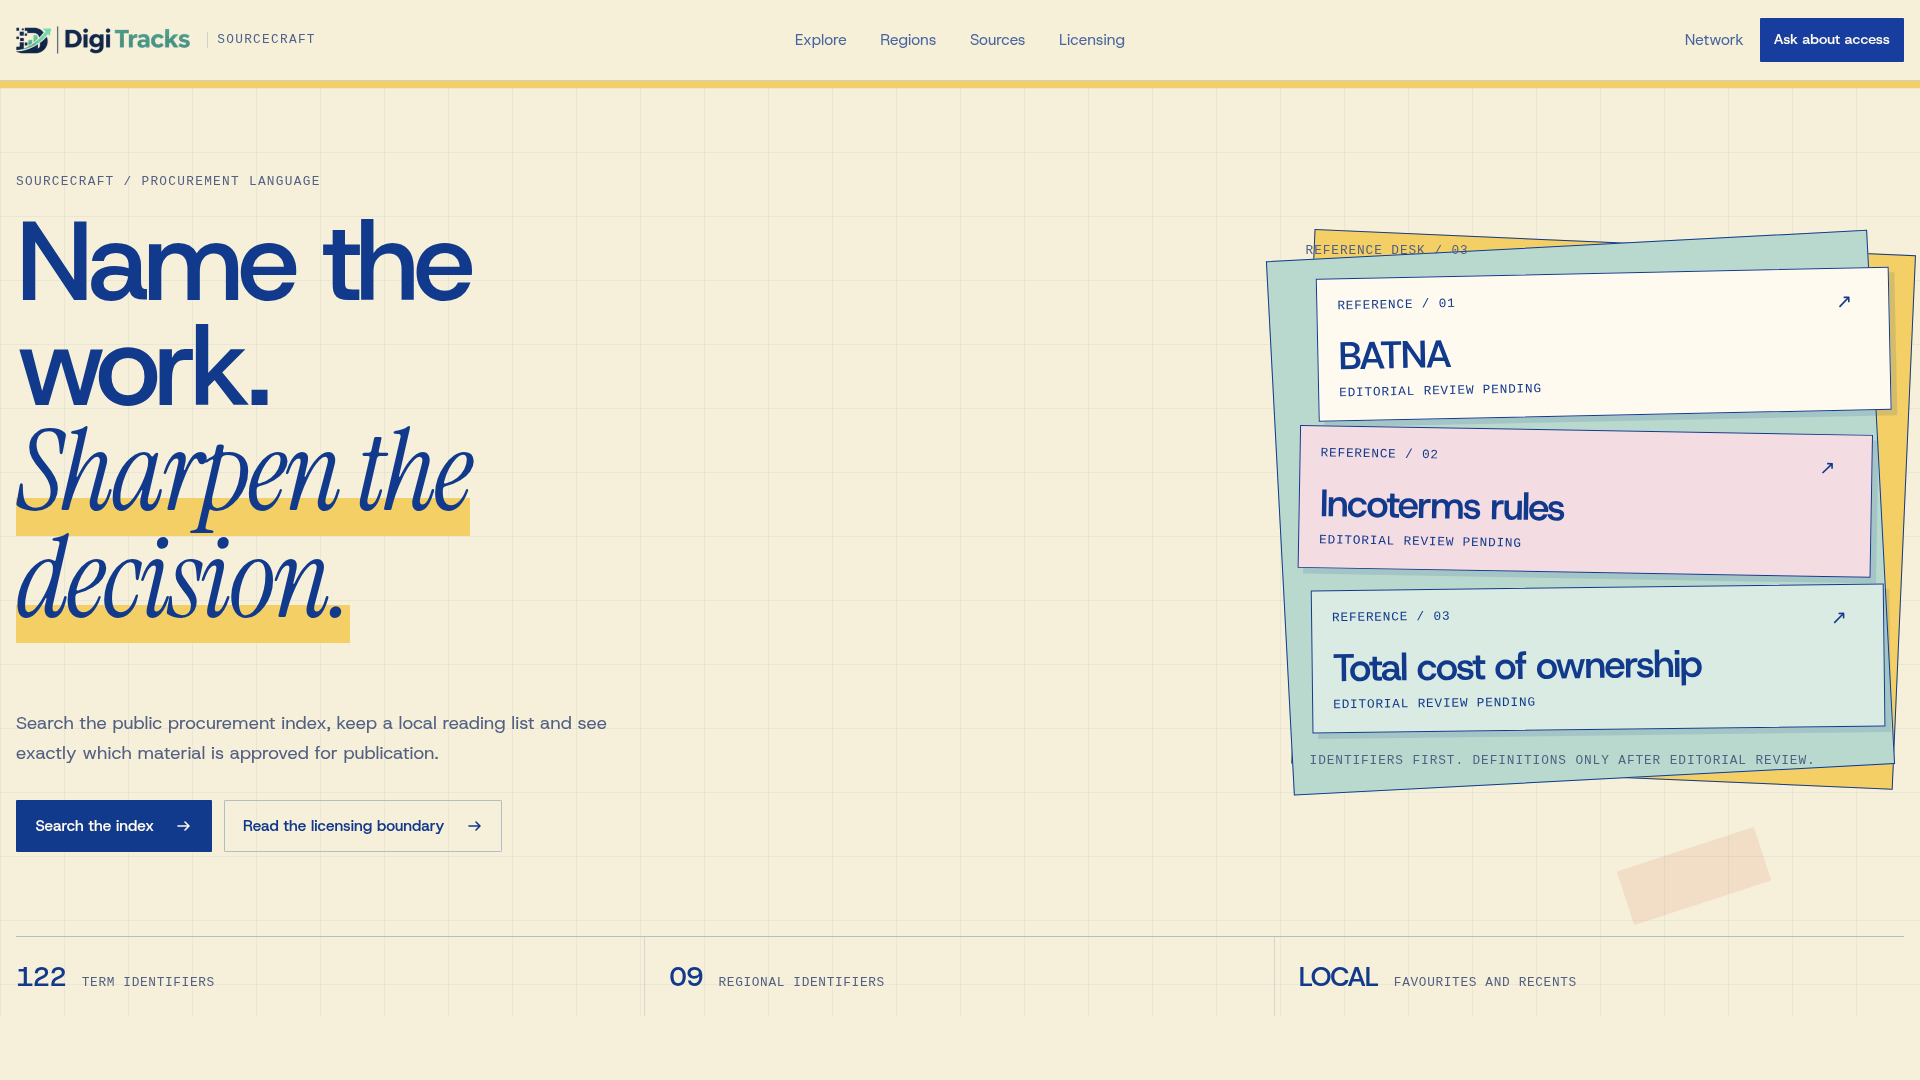 DigiTracks
SOURCECRAFT
Explore
Regions
Sources
Licensing
Network
Ask about access
SOURCECRAFT / PROCUREMENT LANGUAGE
Name the
work.
Sharpen the
decision.
Search the public procurement index, keep a local reading list and see
exactly which material is approved for publication.
Search the index →
Read the licensing boundary →
REFERENCE DESK / 03
REFERENCE / 01 ↗
BATNA
EDITORIAL REVIEW PENDING
REFERENCE / 02 ↗
Incoterms rules
EDITORIAL REVIEW PENDING
REFERENCE / 03 ↗
Total cost of ownership
EDITORIAL REVIEW PENDING
IDENTIFIERS FIRST. DEFINITIONS ONLY AFTER EDITORIAL REVIEW.
122 TERM IDENTIFIERS
09 REGIONAL IDENTIFIERS
LOCAL FAVOURITES AND RECENTS